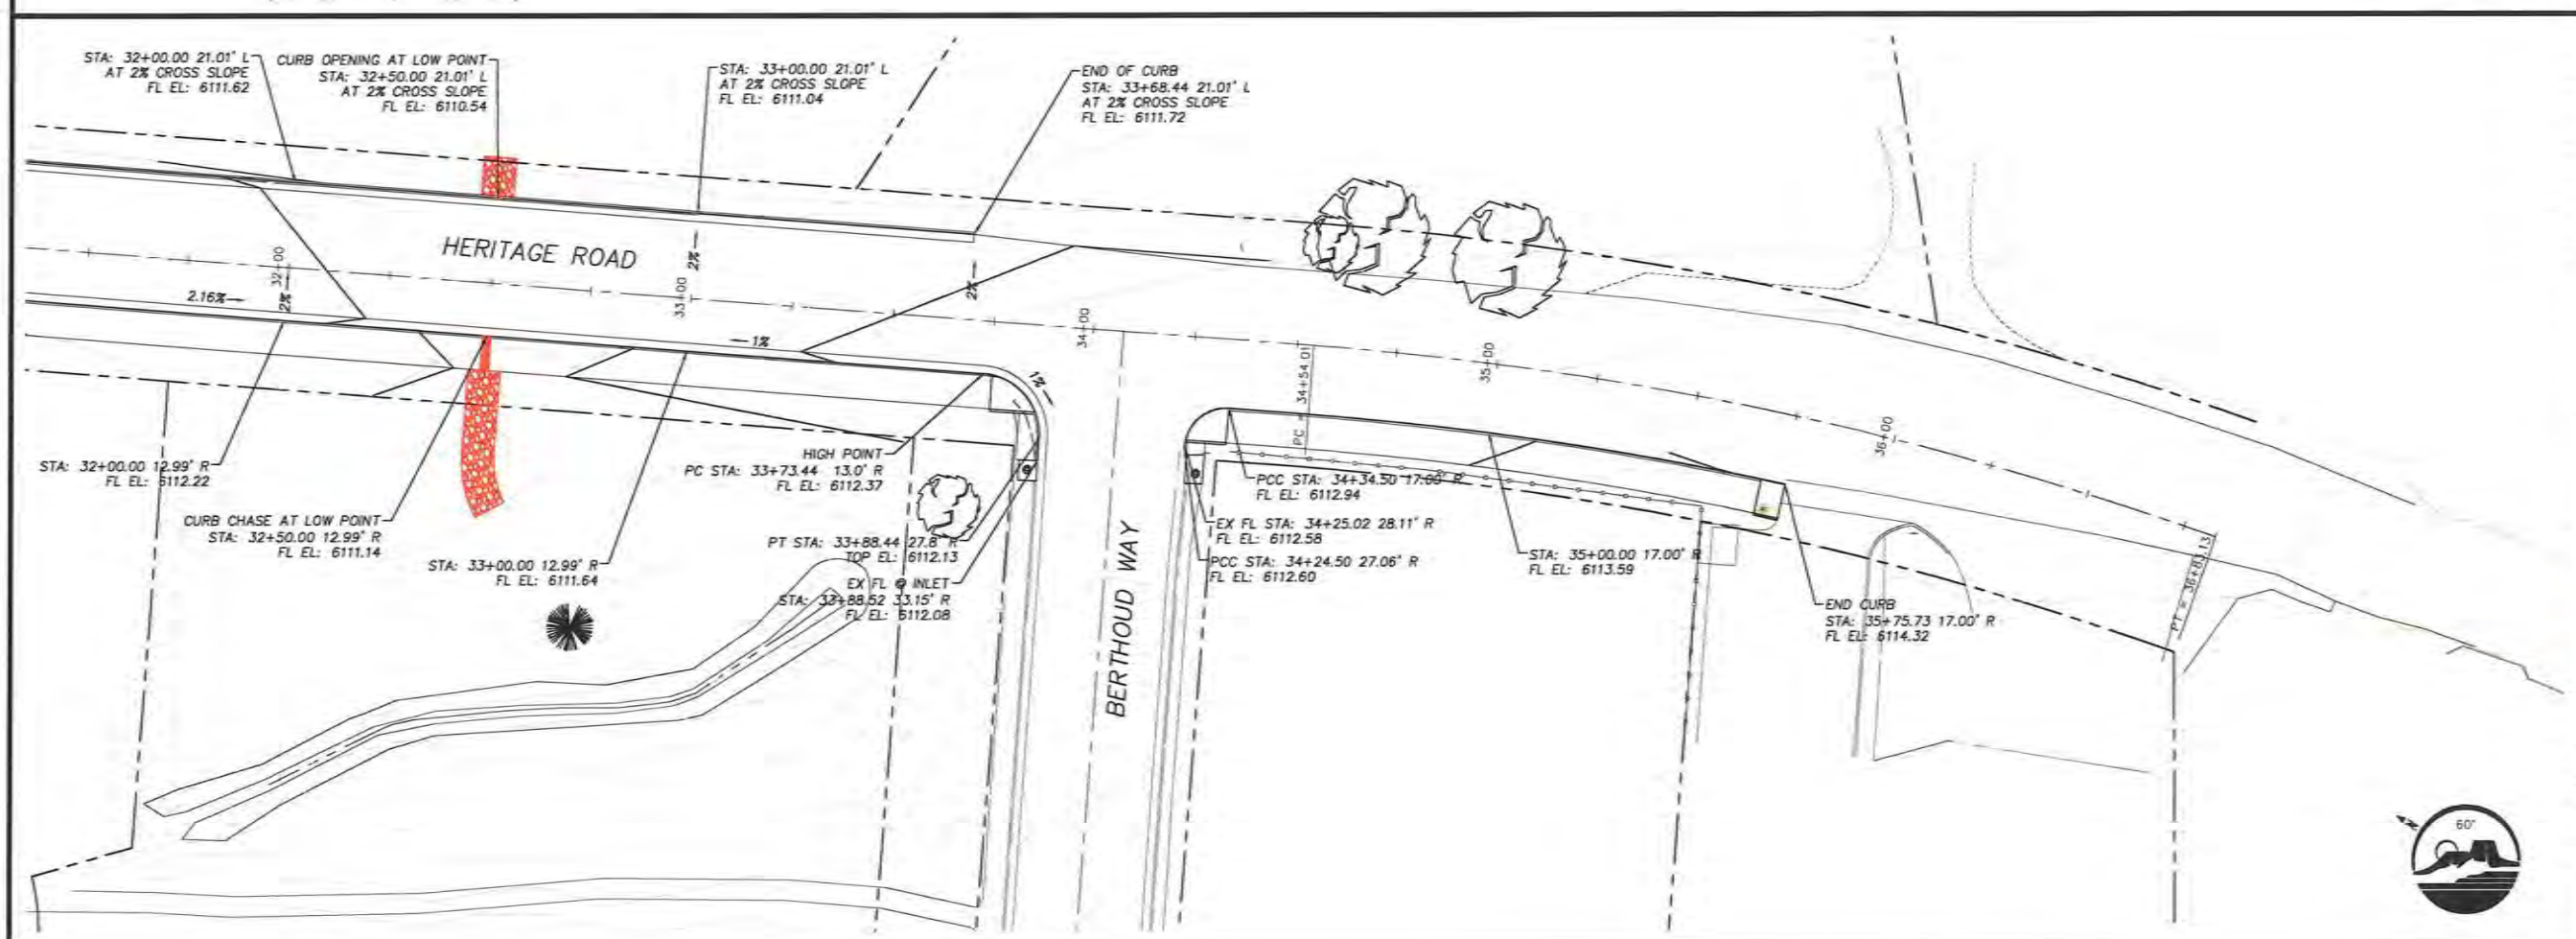 STA: 32+00.00 21.01' L
AT 2% CROSS SLOPE
FL EL: 6111.62
CURB OPENING AT LOW POINT
STA: 32+50.00 21.01' L
AT 2% CROSS SLOPE
FL EL: 6110.54
STA: 33+00.00 21.01' L
AT 2% CROSS SLOPE
FL EL: 6111.04
END OF CURB
STA: 33+68.44 21.01' L
AT 2% CROSS SLOPE
FL EL: 6111.72
HERITAGE ROAD
32+00
2%
2.16%
33+00
2%
2%
1%
34+00
1%
PC = 34+54.01
35+00
36+00
PT = 36+83.13
STA: 32+00.00 12.99' R
FL EL: 6112.22
CURB CHASE AT LOW POINT
STA: 32+50.00 12.99' R
FL EL: 6111.14
STA: 33+00.00 12.99' R
FL EL: 6111.64
HIGH POINT
PC STA: 33+73.44 13.0' R
FL EL: 6112.37
PT STA: 33+88.44 27.8' R
TOP EL: 6112.13
EX FL @ INLET
STA: 33+88.52 33.15' R
FL EL: 6112.08
BERTHOUD WAY
PCC STA: 34+34.50 17.00' R
FL EL: 6112.94
EX FL STA: 34+25.02 28.11' R
FL EL: 6112.58
PCC STA: 34+24.50 27.06' R
FL EL: 6112.60
STA: 35+00.00 17.00' R
FL EL: 6113.59
END CURB
STA: 35+75.73 17.00' R
FL EL: 6114.32
N
60'